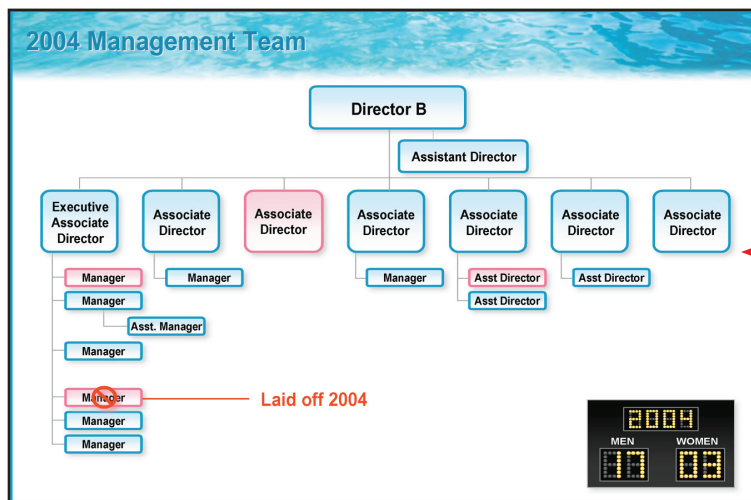 2004 Management Team
Director B
Assistant Director
Executive
Associate
Director
Associate
Director
Associate
Director
Associate
Director
Associate
Director
Associate
Director
Associate
Director
Manager
Manager
Manager
Asst Director
Asst Director
Manager
Asst Director
Asst. Manager
Manager
Manager
Laid off 2004
Manager
Manager
2004
MEN
WOMEN
17
03